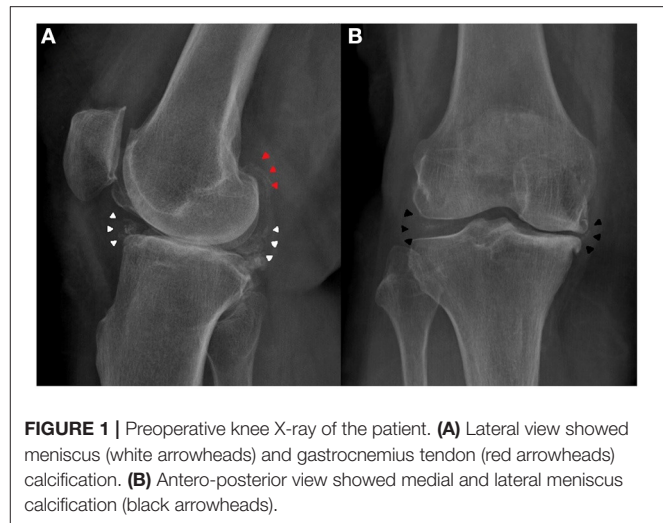 A
B
FIGURE 1 | Preoperative knee X-ray of the patient. (A) Lateral view showed
meniscus (white arrowheads) and gastrocnemius tendon (red arrowheads)
calcification. (B) Antero-posterior view showed medial and lateral meniscus
calcification (black arrowheads).